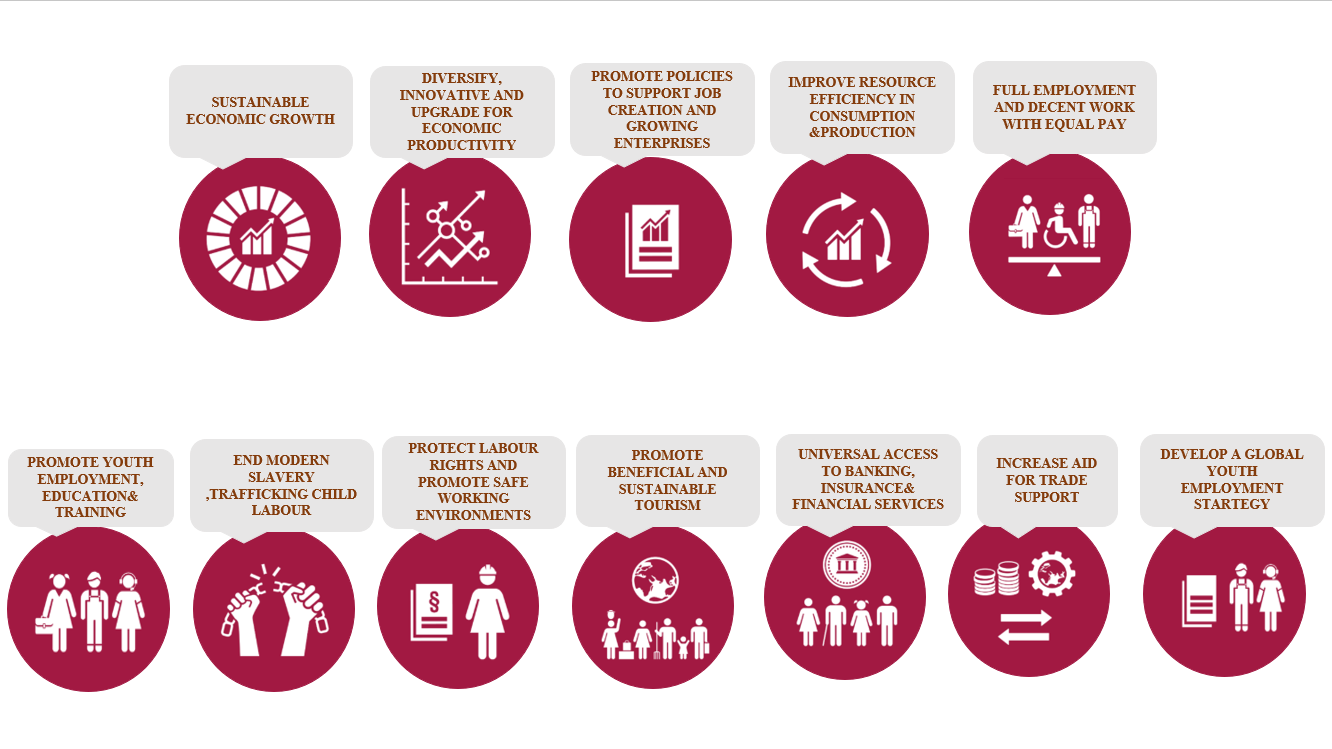 SUSTAINABLE
ECONOMIC GROWTH
DIVERSIFY,
INNOVATIVE AND
UPGRADE FOR
ECONOMIC
PRODUCTIVITY
PROMOTE POLICIES
TO SUPPORT JOB
CREATION AND
GROWING
ENTERPRISES
IMPROVE RESOURCE
EFFICIENCY IN
CONSUMPTION
&PRODUCTION
FULL EMPLOYMENT
AND DECENT WORK
WITH EQUAL PAY
PROMOTE YOUTH
EMPLOYMENT,
EDUCATION&
TRAINING
END MODERN
SLAVERY
,TRAFFICKING CHILD
LABOUR
PROTECT LABOUR
RIGHTS AND
PROMOTE SAFE
WORKING
ENVIRONMENTS
§
PROMOTE
BENEFICIAL AND
SUSTAINABLE
TOURISM
UNIVERSAL ACCESS
TO BANKING,
INSURANCE&
FINANCIAL SERVICES
INCREASE AID
FOR TRADE
SUPPORT
DEVELOP A GLOBAL
YOUTH
EMPLOYMENT
STARTEGY